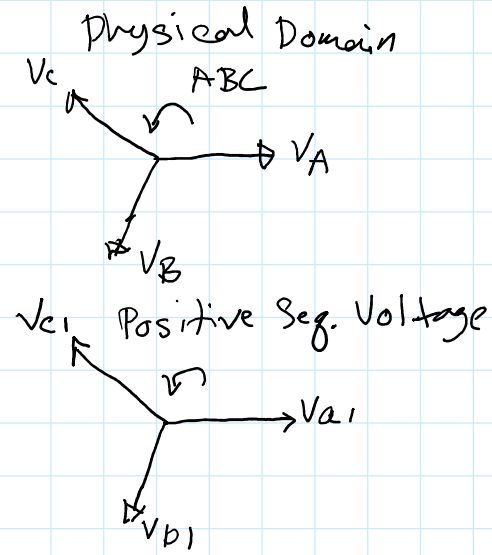 Physical Domain
Vc
ABC
VA
VB
Vc1
Positive Seq. Voltage
Va1
Vb1